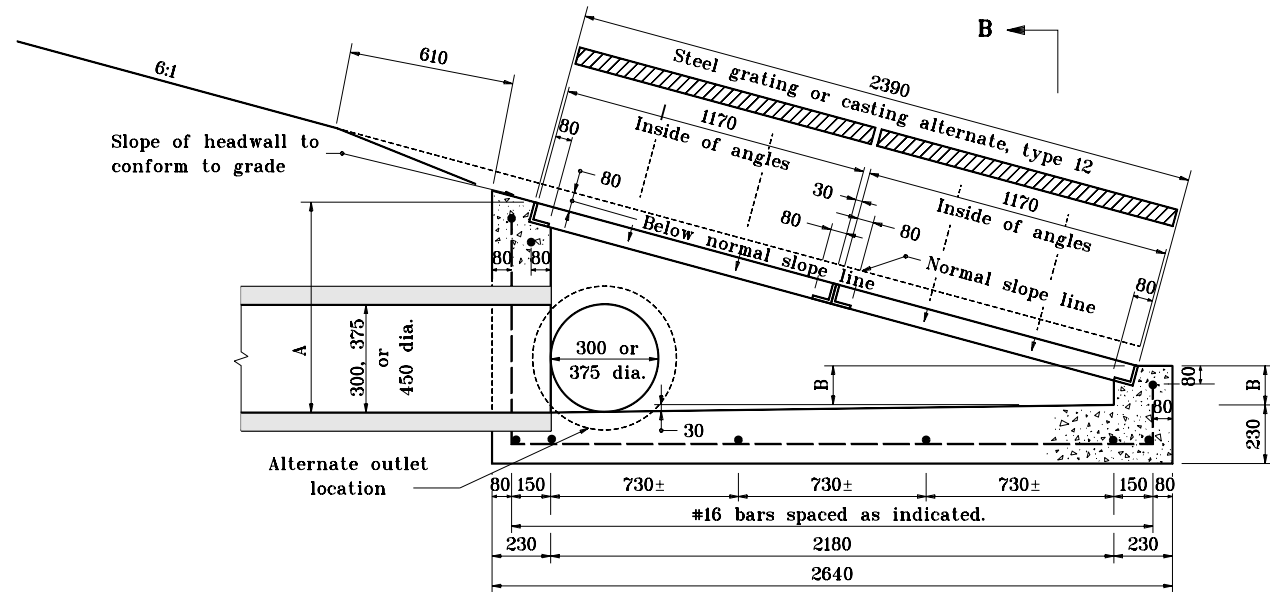 B
6:1
610
Steel grating or casting alternate, type 12
2390
Slope of headwall to
conform to grade
80
1170
Inside of angles
80
30
80
80
1170
Inside of angles
Below normal slope line
Normal slope line
80
80
80
A
300, 375
or
450 dia.
300 or
375 dia.
B
80
B
80
30
230
Alternate outlet
location
80
150
730±
730±
730±
150
80
#16 bars spaced as indicated.
230
2180
230
2640